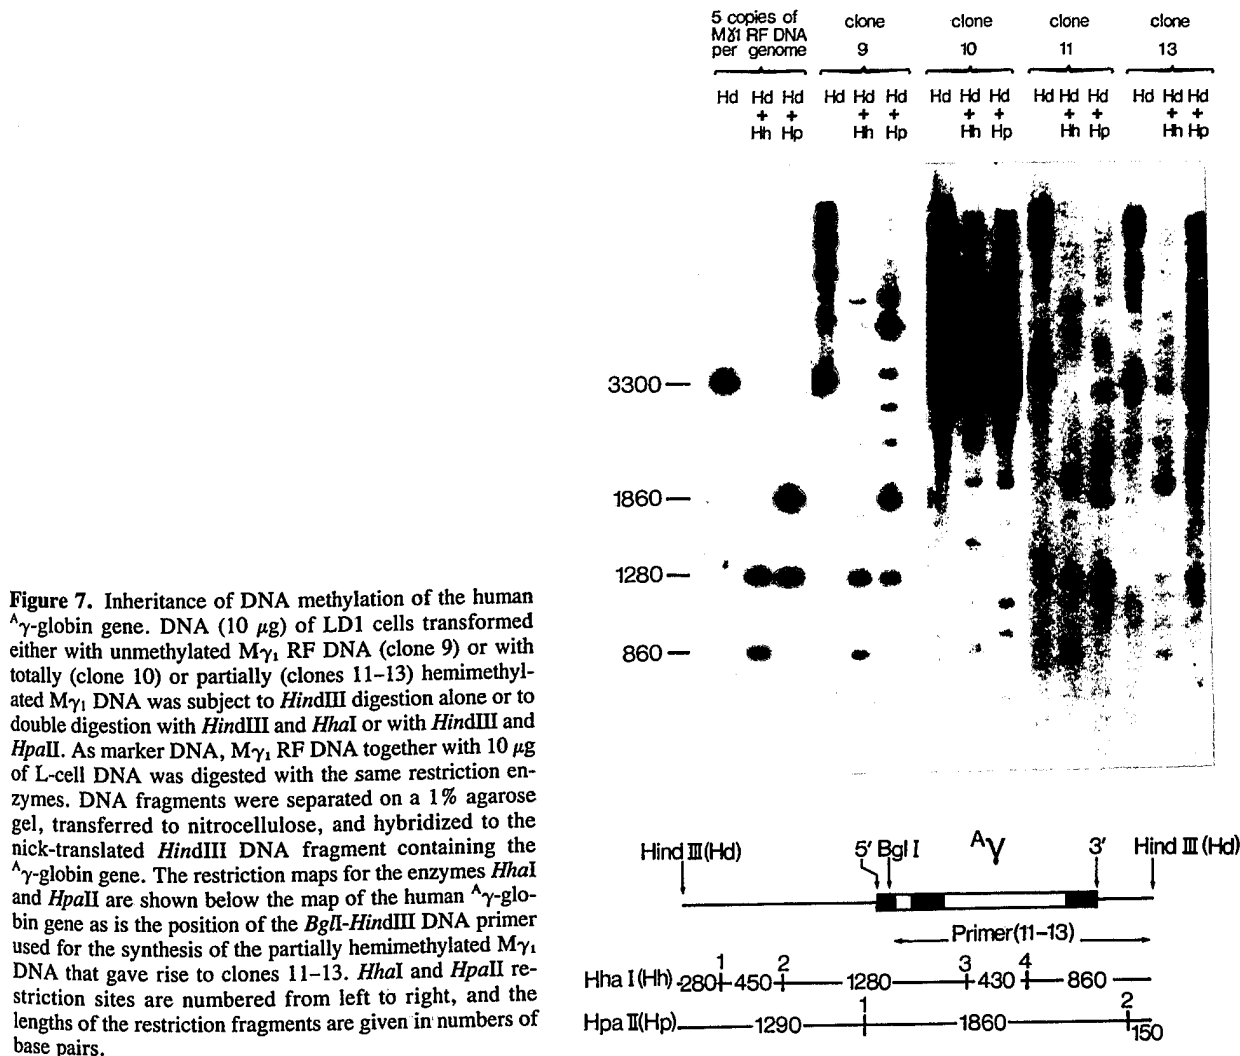 5 copies of
Mγ1 RF DNA
per genome
clone
9
clone
10
clone
11
clone
13
Hd Hd Hd Hd Hd Hd Hd Hd Hd Hd Hd Hd Hd Hd Hd
+ + + + + + + + + +
Hh Hp Hh Hp Hh Hp Hh Hp Hh Hp
3300
1860
1280
860
Figure 7. Inheritance of DNA methylation of the human
ᴬγ-globin gene. DNA (10 μg) of LD1 cells transformed
either with unmethylated Mγ₁ RF DNA (clone 9) or with
totally (clone 10) or partially (clones 11–13) hemimethyl-
ated Mγ₁ DNA was subject to HindIII digestion alone or to
double digestion with HindIII and HhaI or with HindIII and
HpaII. As marker DNA, Mγ₁ RF DNA together with 10 μg
of L-cell DNA was digested with the same restriction en-
zymes. DNA fragments were separated on a 1% agarose
gel, transferred to nitrocellulose, and hybridized to the
nick-translated HindIII DNA fragment containing the
ᴬγ-globin gene. The restriction maps for the enzymes HhaI
and HpaII are shown below the map of the human ᴬγ-glo-
bin gene as is the position of the BglI-HindIII DNA primer
used for the synthesis of the partially hemimethylated Mγ₁
DNA that gave rise to clones 11–13. HhaI and HpaII re-
striction sites are numbered from left to right, and the
lengths of the restriction fragments are given in numbers of
base pairs.
Hind III (Hd) 5' Bgl I ᴬγ 3' Hind III (Hd)
Primer (11–13)
1 2 3 4
Hha I (Hh) 280 450 1280 430 860
1 2
Hpa II (Hp) 1290 1860 150